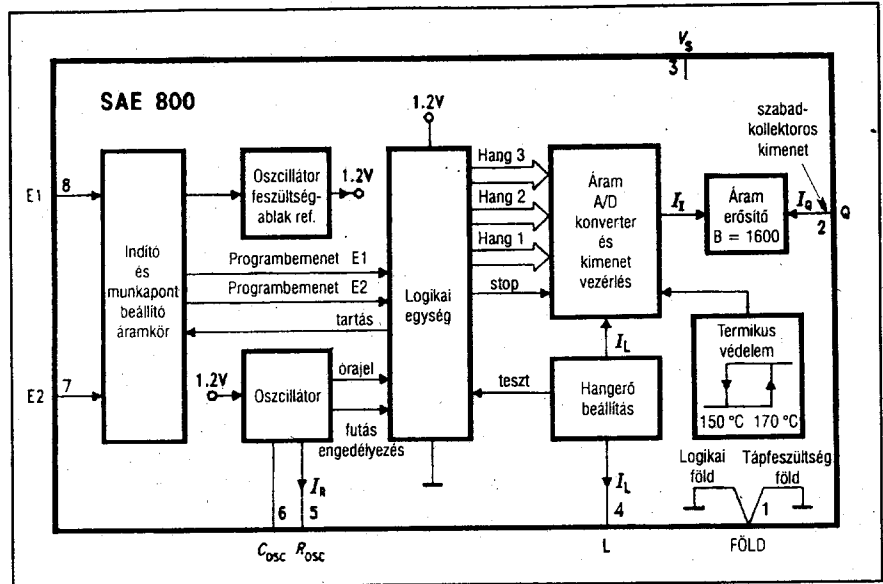 V_S
3
SAE 800
szabad-
kollektoros
kimenet
1.2V
E1
8
Oszcillátor
feszültség-
ablak ref.
1.2V
Hang 3
Hang 2
Hang 1
Áram
A/D
konverter
és
kimenet
vezérlés
I_I
Áram
erősítő
B = 1600
I_Q
2
Q
Indító
és
munkapont
beállító
áramkör
Programbemenet E1
Programbemenet E2
tartás
Logikai
egység
stop
I_L
Termikus
védelem
150 °C 170 °C
E2
7
1.2V
Oszcillátor
órajel
futás
engedélyezés
teszt
Hangerő
beállítás
Logikai
föld
Tápfeszültség
föld
I_R
I_L
6
5
4
1
C_OSC
R_OSC
L
FÖLD